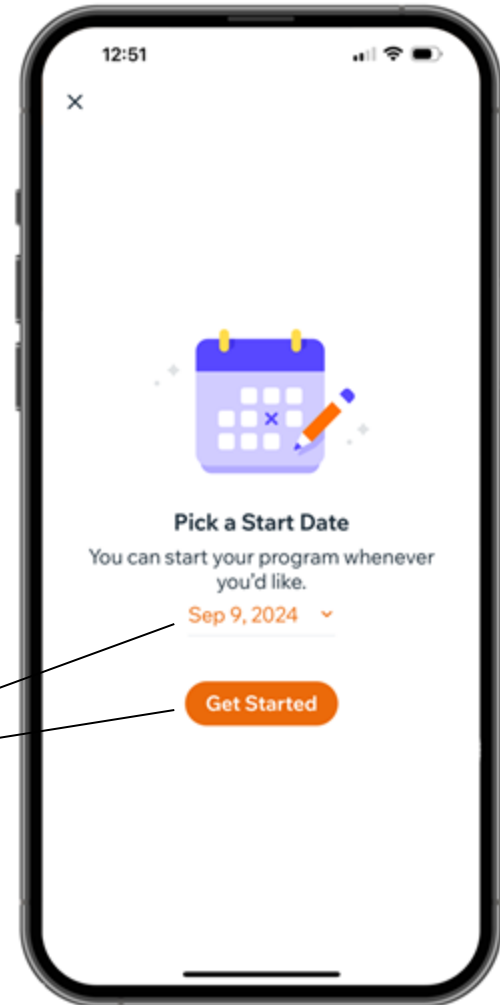 12:51
Pick a Start Date
You can start your program whenever
you'd like.
Sep 9, 2024
Get Started